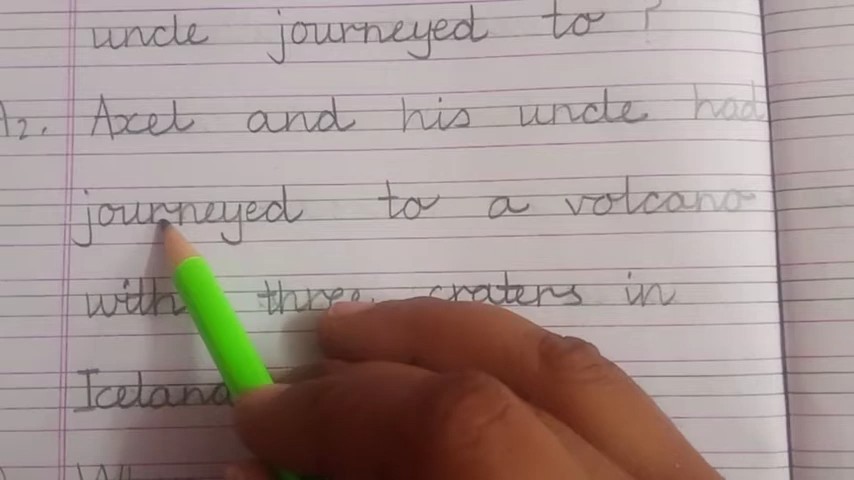 uncle journeyed to ?
A2. Axel and his uncle had
journeyed to a volcano
with three craters in
Iceland